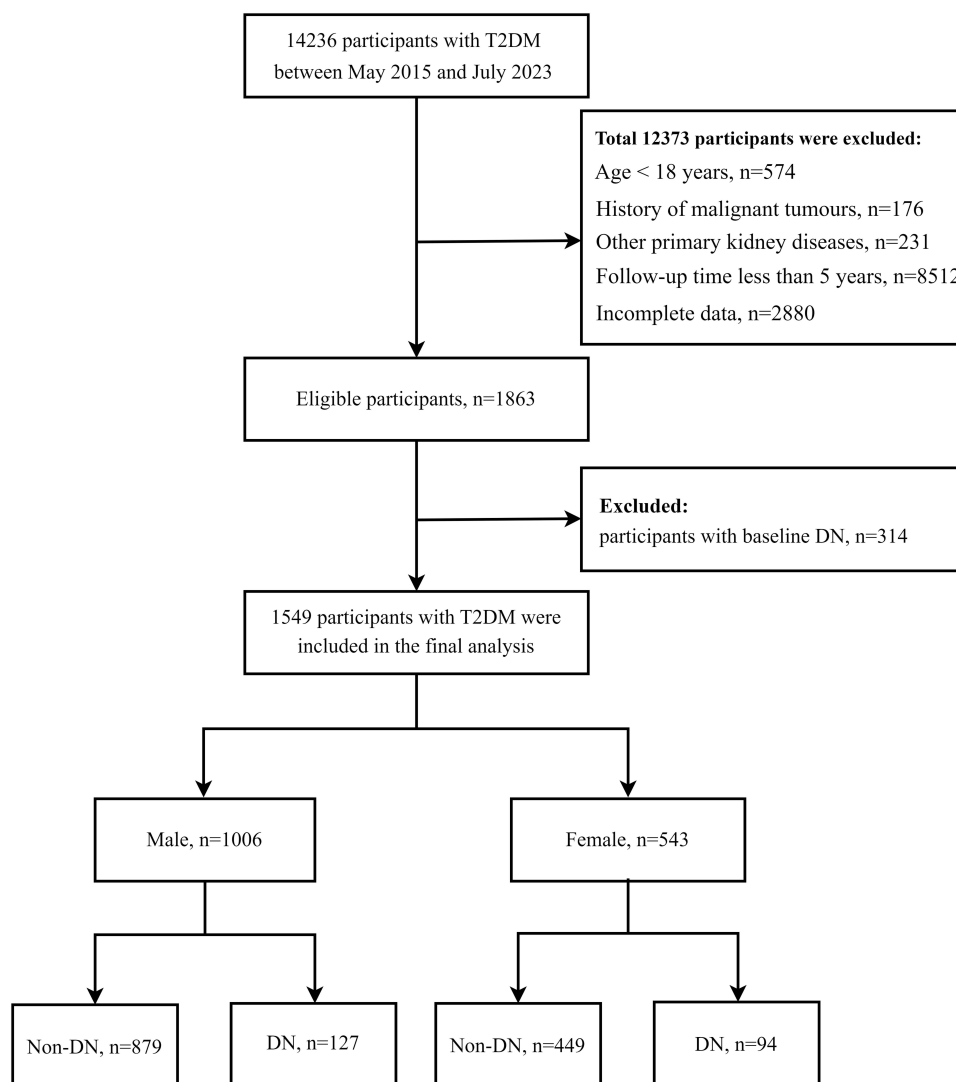 14236 participants with T2DM
between May 2015 and July 2023
Total 12373 participants were excluded:
Age < 18 years, n=574
History of malignant tumours, n=176
Other primary kidney diseases, n=231
Follow-up time less than 5 years, n=8512
Incomplete data, n=2880
Eligible participants, n=1863
Excluded:
participants with baseline DN, n=314
1549 participants with T2DM were
included in the final analysis
Male, n=1006
Female, n=543
Non-DN, n=879
DN, n=127
Non-DN, n=449
DN, n=94